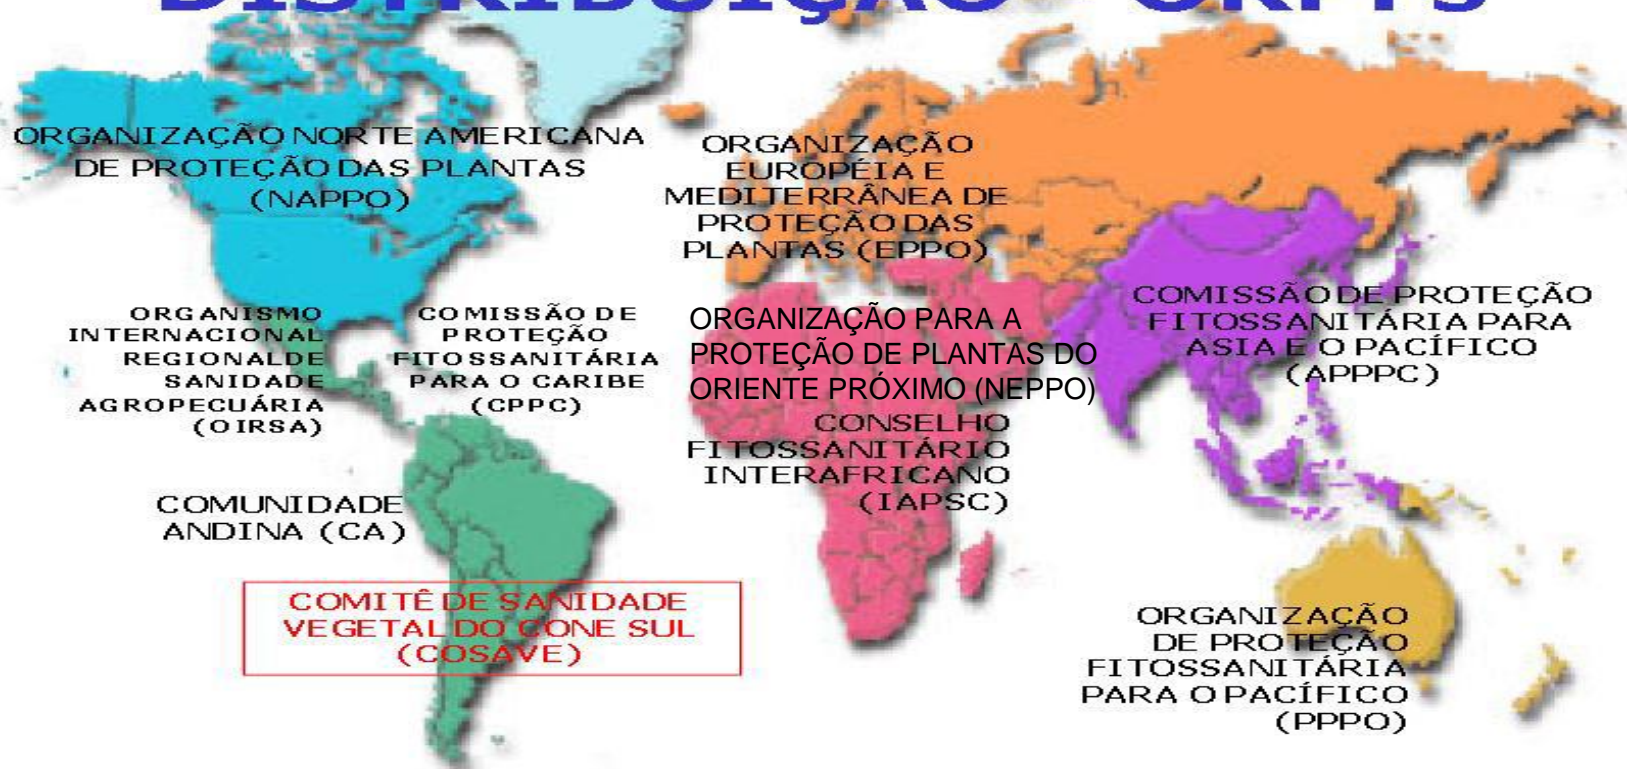 DISTRIBUIÇÃO - ORPF'S
ORGANIZAÇÃO NORTE AMERICANA
DE PROTEÇÃO DAS PLANTAS
(NAPPO)
ORGANIZAÇÃO
EUROPÉIA E
MEDITERRÂNEA DE
PROTEÇÃO DAS
PLANTAS (EPPO)
ORGANISMO
INTERNACIONAL
REGIONALDE
SANIDADE
AGROPECUÁRIA
(OIRSA)
COMISSÃO DE
PROTEÇÃO
FITOSSANITÁRIA
PARA O CARIBE
(CPPC)
ORGANIZAÇÃO PARA A
PROTEÇÃO DE PLANTAS DO
ORIENTE PRÓXIMO (NEPPO)
COMISSÃO DE PROTEÇÃO
FITOSSANITÁRIA PARA
ASIA E O PACÍFICO
(APPPC)
CONSELHO
FITOSSANITÁRIO
INTERAFRICANO
(IAPSC)
COMUNIDADE
ANDINA (CA)
COMITÊ DE SANIDADE
VEGETAL DO CONE SUL
(COSAVE)
ORGANIZAÇÃO
DE PROTEÇÃO
FITOSSANITÁRIA
PARA O PACÍFICO
(PPPO)